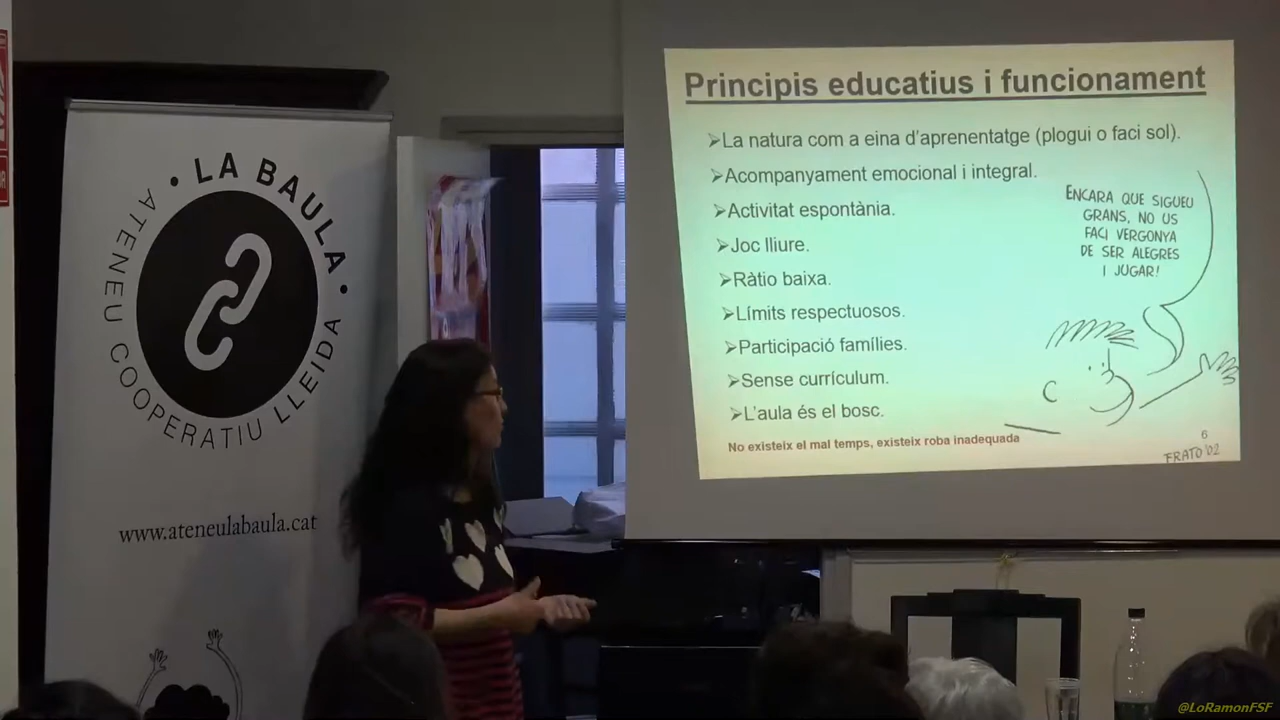 • LA BAULA •
ATENEU COOPERATIU LLEIDA
www.ateneulabaula.cat
Principis educatius i funcionament
➢La natura com a eina d'aprenentatge (plogui o faci sol).
➢Acompanyament emocional i integral.
➢Activitat espontània.
➢Joc lliure.
➢Ràtio baixa.
➢Límits respectuosos.
➢Participació famílies.
➢Sense currículum.
➢L'aula és el bosc.
No existeix el mal temps, existeix roba inadequada
ENCARA QUE SIGUEU
GRANS, NO US
FACI VERGONYA
DE SER ALEGRES
I JUGAR!
6
FRATO '02
@LoRamonFSF